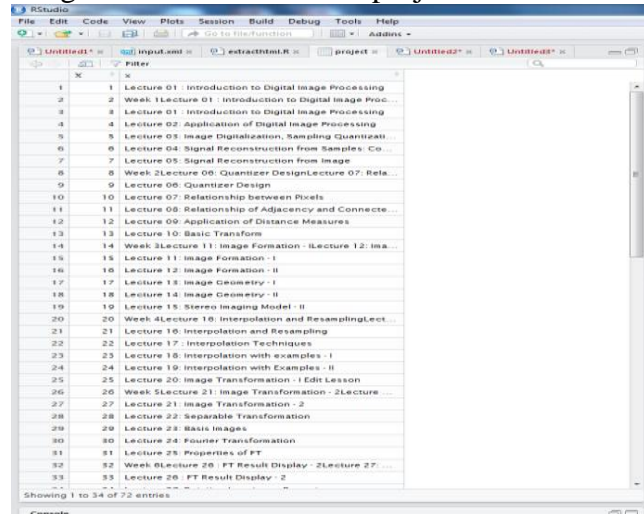 RStudio
File Edit Code View Plots Session Build Debug Tools Help
Go to file/function Addins
Untitled1* input.xml extracthtml.R project Untitled2* Untitled3*
Filter
X x
1 1 Lecture 01 : Introduction to Digital Image Processing
2 2 Week 1Lecture 01 : Introduction to Digital Image Proc...
3 3 Lecture 01 : Introduction to Digital Image Processing
4 4 Lecture 02: Application of Digital Image Processing
5 5 Lecture 03: Image Digitalization, Sampling Quantizati...
6 6 Lecture 04: Signal Reconstruction from Samples: Co...
7 7 Lecture 05: Signal Reconstruction from Image
8 8 Week 2Lecture 06: Quantizer DesignLecture 07: Rela...
9 9 Lecture 06: Quantizer Design
10 10 Lecture 07: Relationship between Pixels
11 11 Lecture 08: Relationship of Adjacency and Connecte...
12 12 Lecture 09: Application of Distance Measures
13 13 Lecture 10: Basic Transform
14 14 Week 3Lecture 11: Image Formation - ILecture 12: Ima...
15 15 Lecture 11: Image Formation - I
16 16 Lecture 12: Image Formation - II
17 17 Lecture 13: Image Geometry - I
18 18 Lecture 14: Image Geometry - II
19 19 Lecture 15: Stereo Imaging Model - II
20 20 Week 4Lecture 16: Interpolation and ResamplingLect...
21 21 Lecture 16: Interpolation and Resampling
22 22 Lecture 17 : Interpolation Techniques
23 23 Lecture 18: Interpolation with examples - I
24 24 Lecture 19: Interpolation with Examples - II
25 25 Lecture 20: Image Transformation - I Edit Lesson
26 26 Week 5Lecture 21: Image Transformation - 2Lecture ...
27 27 Lecture 21: Image Transformation - 2
28 28 Lecture 22: Separable Transformation
29 29 Lecture 23: Basis Images
30 30 Lecture 24: Fourier Transformation
31 31 Lecture 25: Properties of FT
32 32 Week 6Lecture 26 : FT Result Display - 2Lecture 27: ...
33 33 Lecture 26 : FT Result Display - 2
Showing 1 to 34 of 72 entries
Console